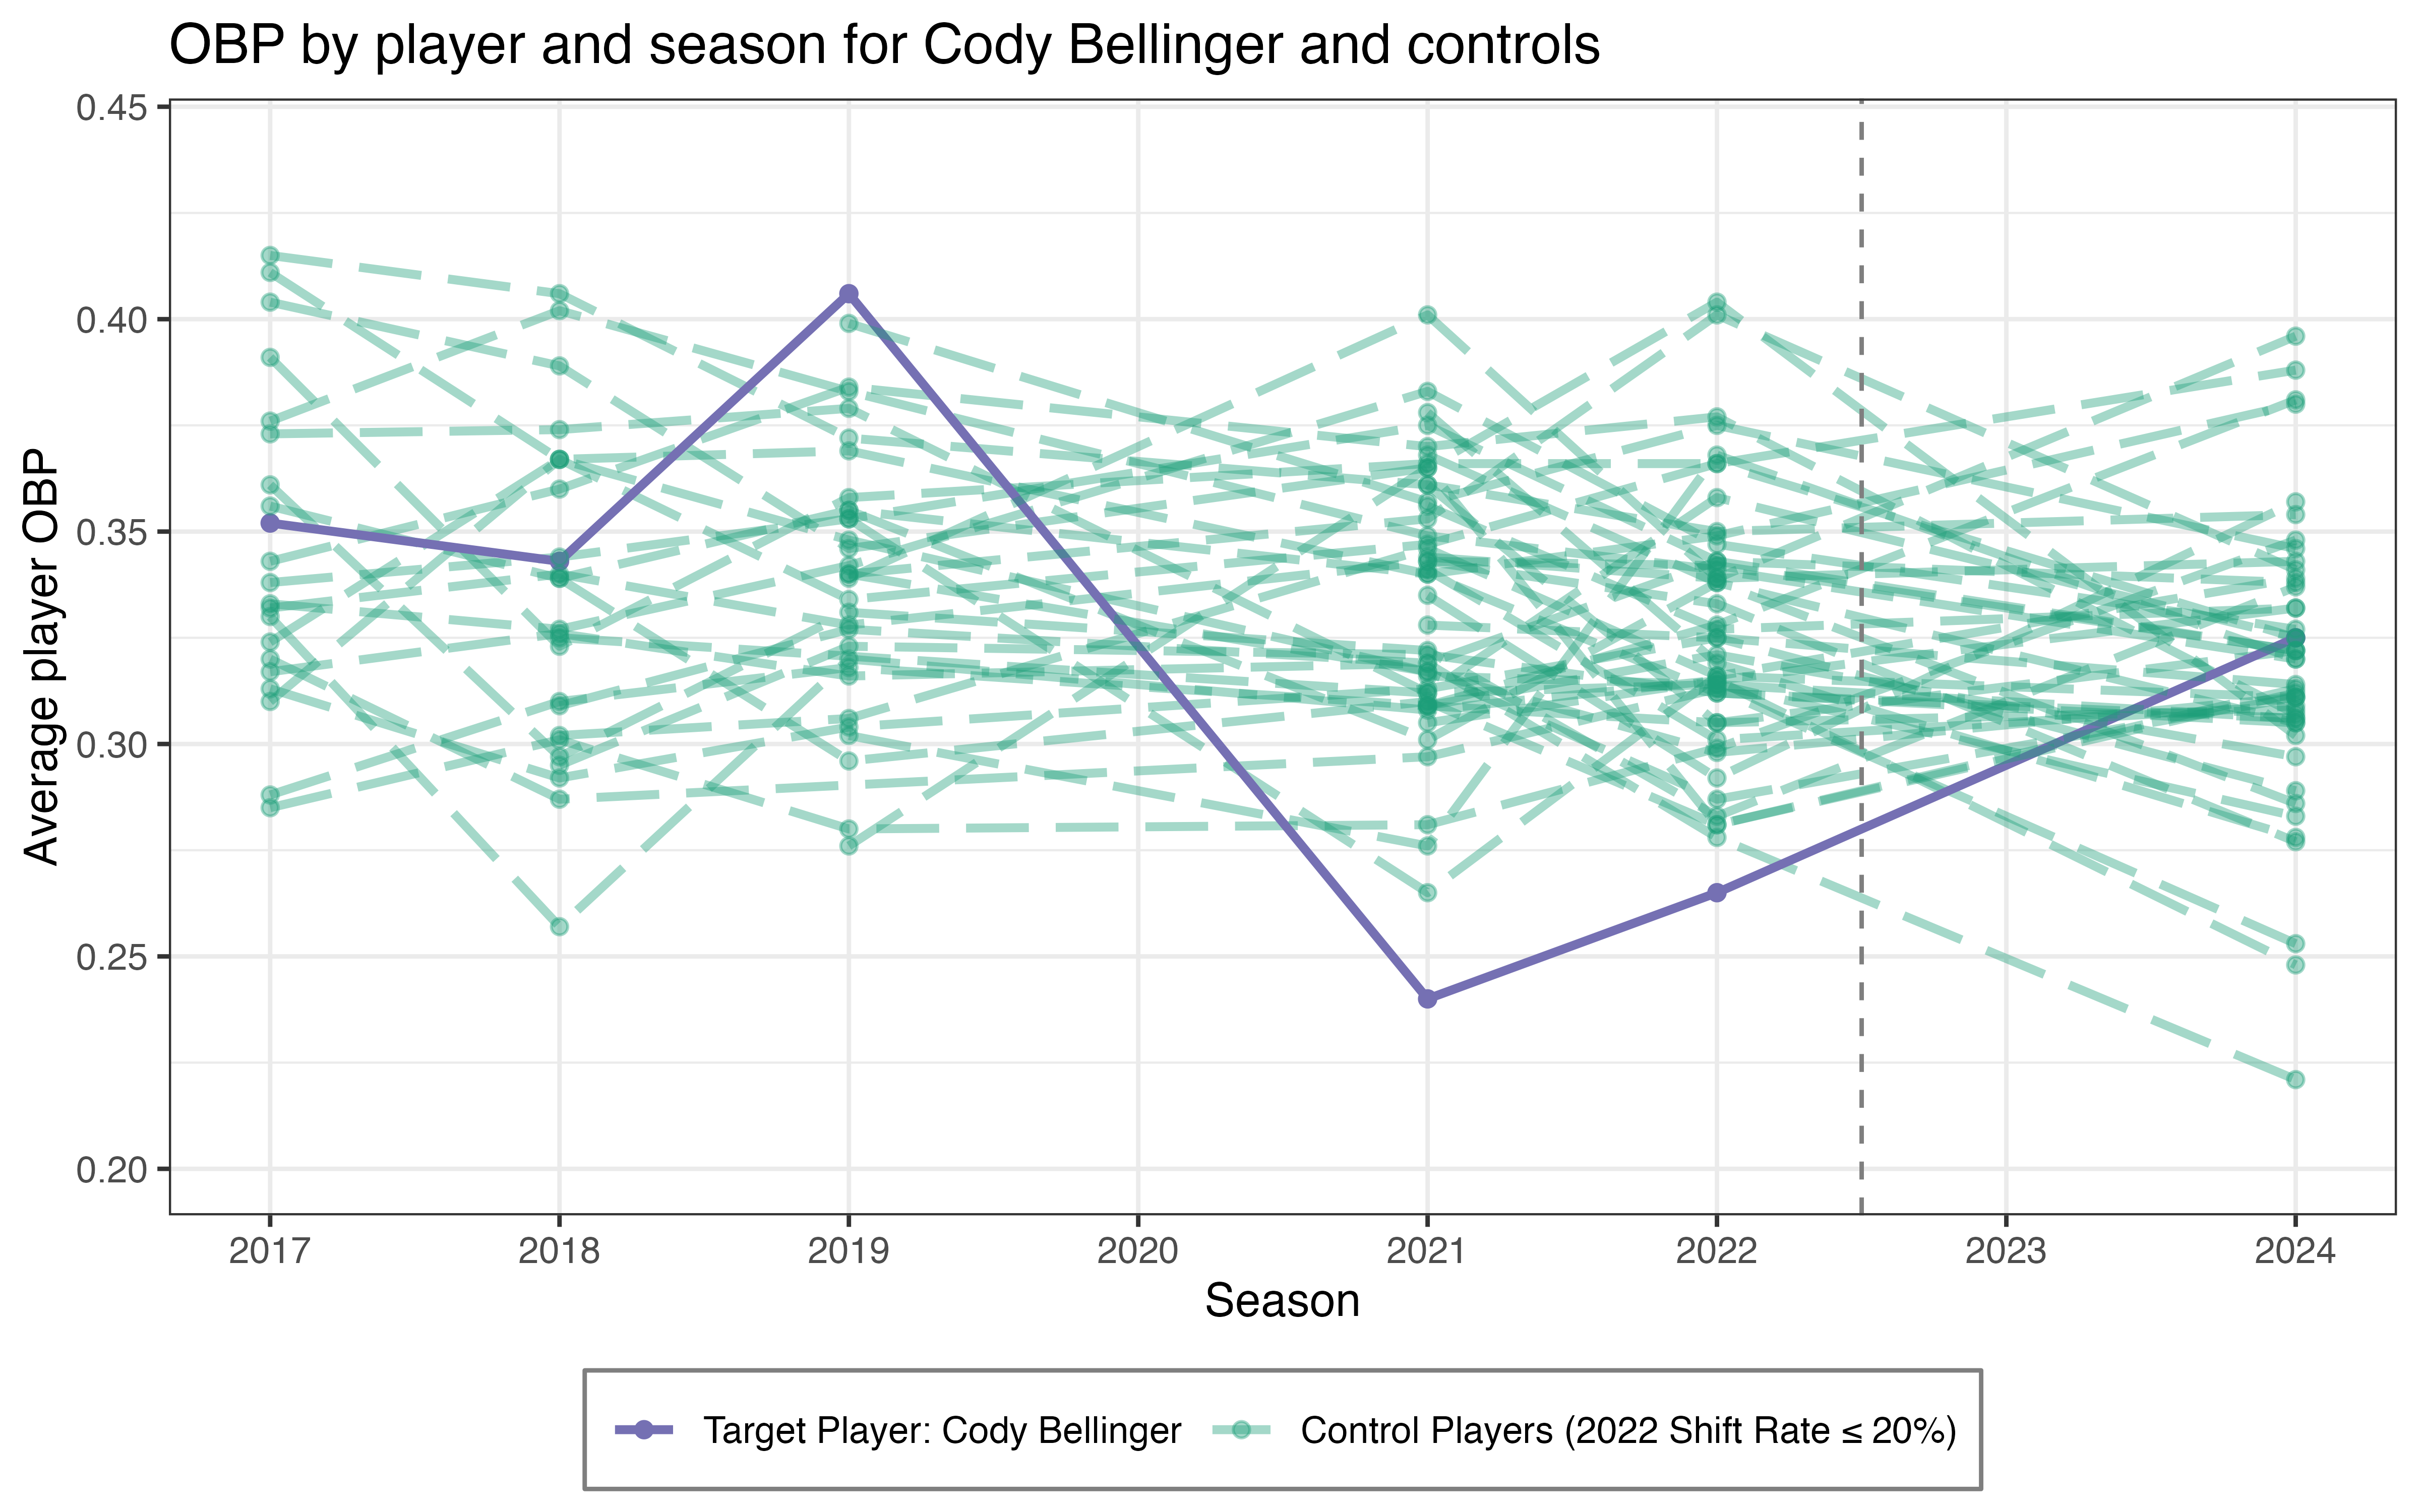 OBP by player and season for Cody Bellinger and controls
Average player OBP
0.45
0.40
0.35
0.30
0.25
0.20
2017 2018 2019 2020 2021 2022 2023 2024
Season
Target Player: Cody Bellinger Control Players (2022 Shift Rate ≤ 20%)